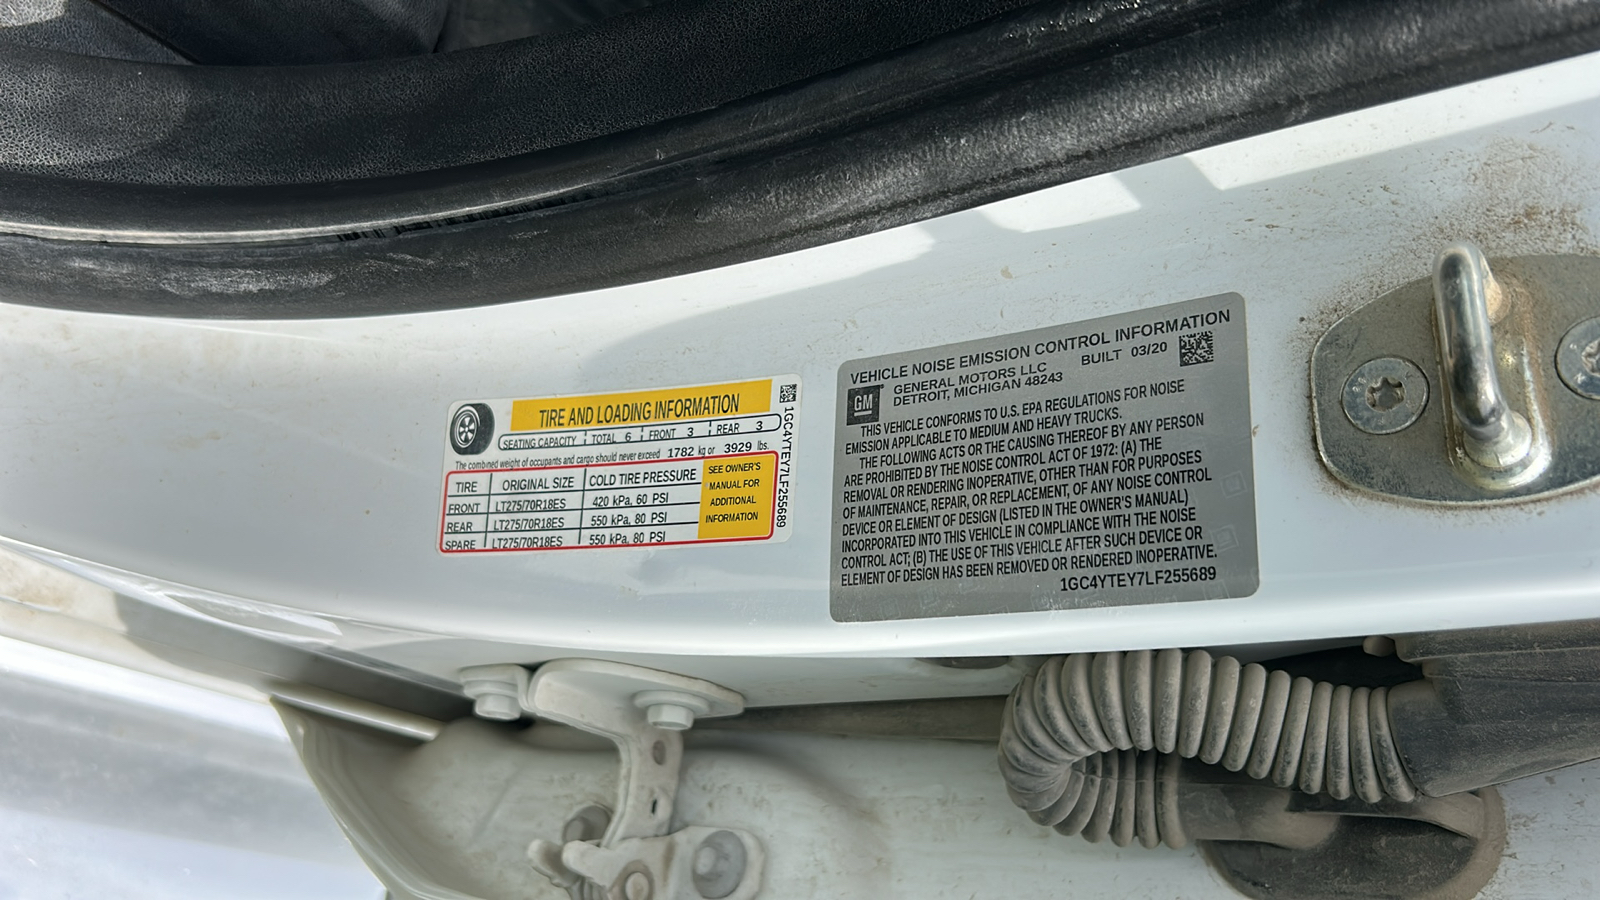 TIRE AND LOADING INFORMATION
SEATING CAPACITY TOTAL 6 FRONT 3 REAR 3
The combined weight of occupants and cargo should never exceed 1782 kg or 3929 lbs.
TIRE ORIGINAL SIZE COLD TIRE PRESSURE
FRONT LT275/70R18ES 420 kPa, 60 PSI
REAR LT275/70R18ES 550 kPa, 80 PSI
SPARE LT275/70R18ES 550 kPa, 80 PSI
SEE OWNER'S
MANUAL FOR
ADDITIONAL
INFORMATION
1GC4YTEY7LF255689
VEHICLE NOISE EMISSION CONTROL INFORMATION
GM
GENERAL MOTORS LLC BUILT 03/20
DETROIT, MICHIGAN 48243
THIS VEHICLE CONFORMS TO U.S. EPA REGULATIONS FOR NOISE
EMISSION APPLICABLE TO MEDIUM AND HEAVY TRUCKS.
THE FOLLOWING ACTS OR THE CAUSING THEREOF BY ANY PERSON
ARE PROHIBITED BY THE NOISE CONTROL ACT OF 1972: (A) THE
REMOVAL OR RENDERING INOPERATIVE, OTHER THAN FOR PURPOSES
OF MAINTENANCE, REPAIR, OR REPLACEMENT, OF ANY NOISE CONTROL
DEVICE OR ELEMENT OF DESIGN (LISTED IN THE OWNER'S MANUAL)
INCORPORATED INTO THIS VEHICLE IN COMPLIANCE WITH THE NOISE
CONTROL ACT; (B) THE USE OF THIS VEHICLE AFTER SUCH DEVICE OR
ELEMENT OF DESIGN HAS BEEN REMOVED OR RENDERED INOPERATIVE.
1GC4YTEY7LF255689